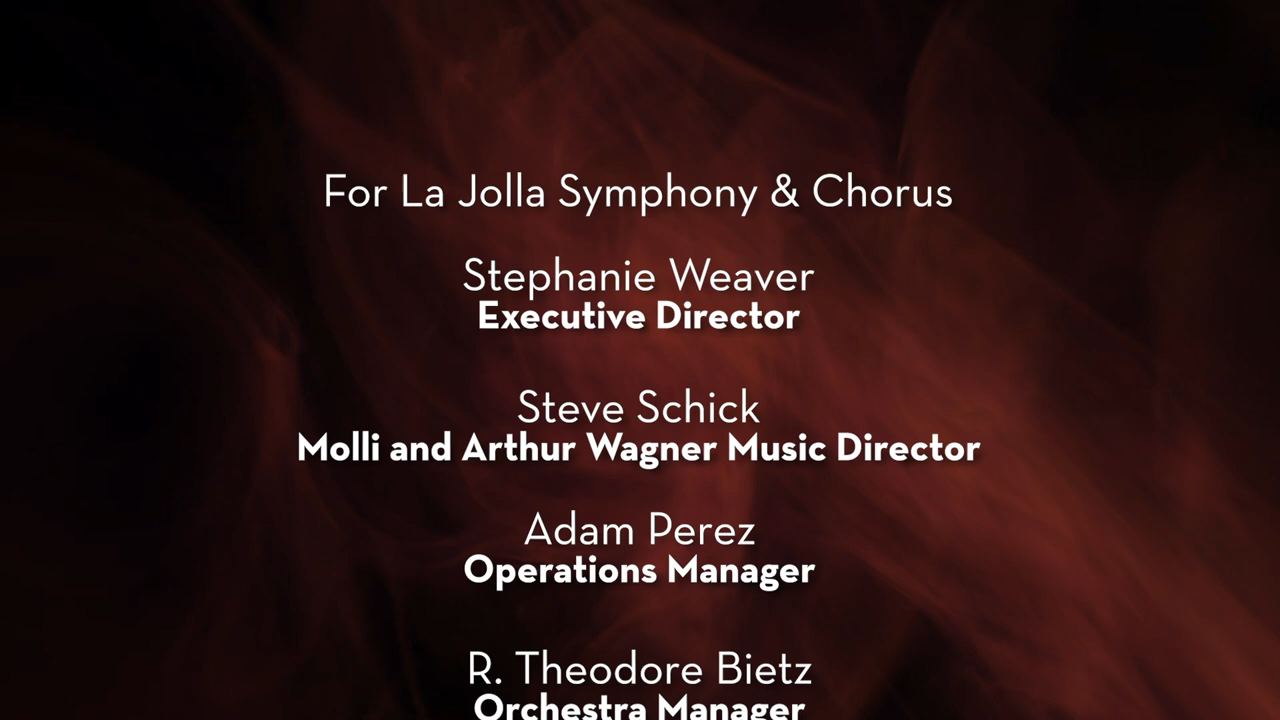 For La Jolla Symphony & Chorus
Stephanie Weaver
Executive Director
Steve Schick
Molli and Arthur Wagner Music Director
Adam Perez
Operations Manager
R. Theodore Bietz
Orchestra Manager